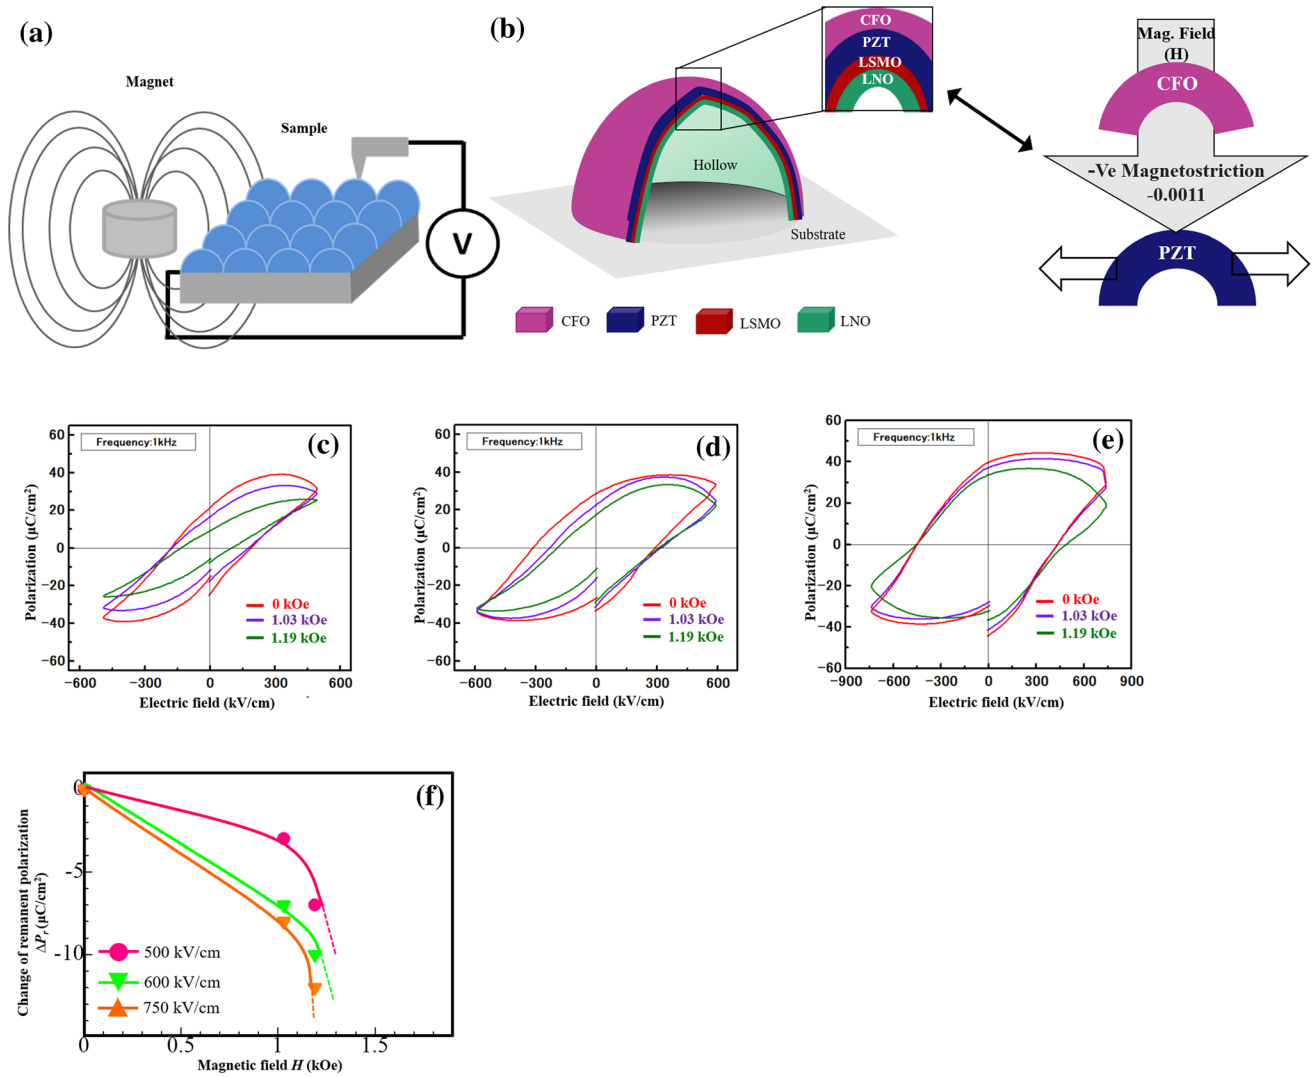 (a)
Magnet
Sample
V
(b)
CFO
PZT
LSMO
LNO
Hollow
Substrate
CFO
PZT
LSMO
LNO
Mag. Field
(H)
CFO
-Ve Magnetostriction
-0.0011
PZT
(c)
Frequency:1kHz
Polarization (μC/cm²)
60
40
20
0
−20
−40
−60
0 kOe
1.03 kOe
1.19 kOe
−600 −300 0 300 600
Electric field (kV/cm)
(d)
Frequency:1kHz
Polarization (μC/cm²)
60
40
20
0
−20
−40
−60
0 kOe
1.03 kOe
1.19 kOe
−600 −300 0 300 600
Electric field (kV/cm)
(e)
Frequency:1kHz
Polarization (μC/cm²)
60
40
20
0
−20
−40
−60
0 kOe
1.03 kOe
1.19 kOe
−900 −600 −300 0 300 600 900
Electric field (kV/cm)
(f)
Change of remanent polarization
ΔPr (μC/cm²)
0
-5
-10
500 kV/cm
600 kV/cm
750 kV/cm
0 0.5 1 1.5
Magnetic field H (kOe)